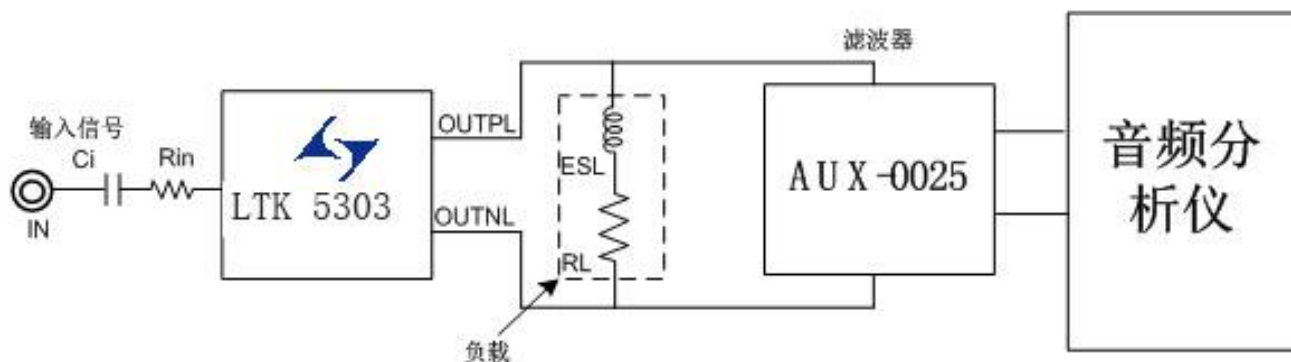 滤波器
输入信号
Ci
Rin
IN
LTK 5303
OUTPL
OUTNL
ESL
RL
负载
AUX-0025
音频分
析仪